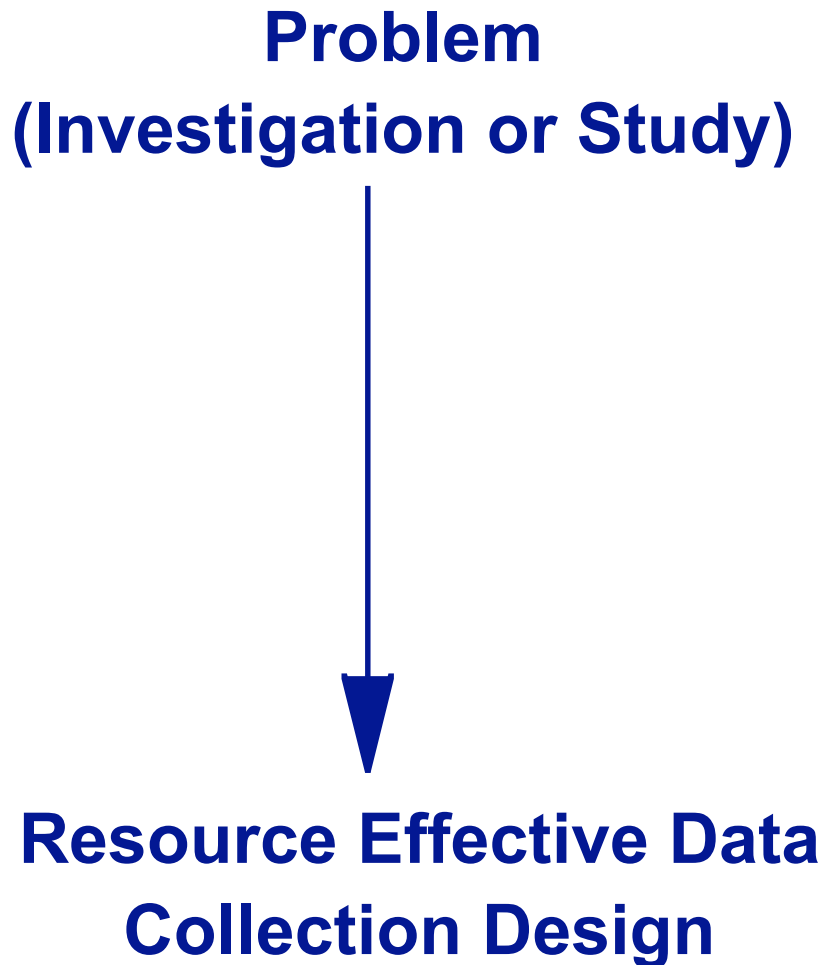 Problem
(Investigation or Study)
Resource Effective Data
Collection Design